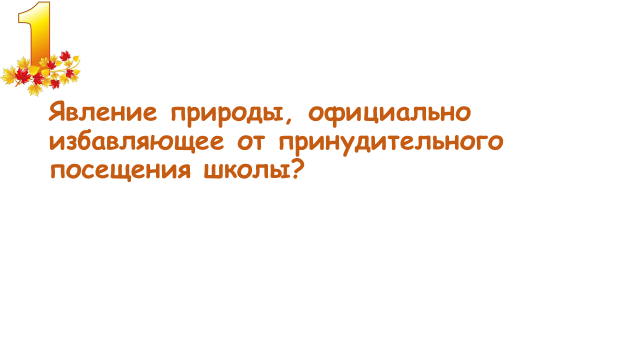 1
Явление природы, официально
избавляющее от принудительного
посещения школы?